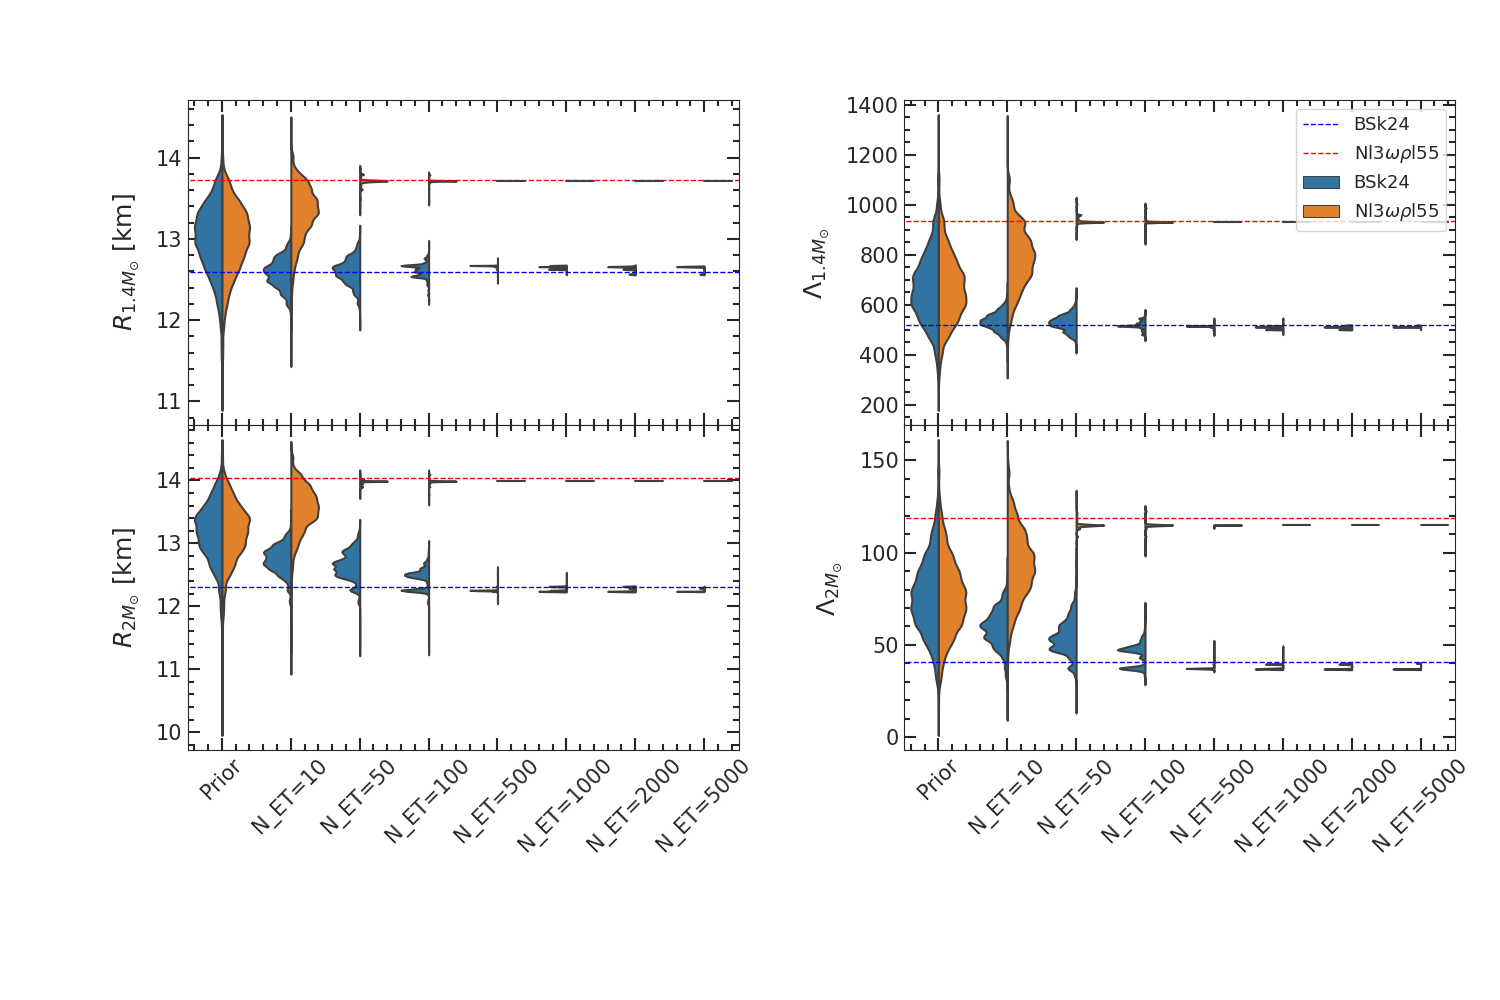 R1.4M⊙ [km]
14
13
12
11
R2M⊙ [km]
14
13
12
11
10
Prior
N_ET=10
N_ET=50
N_ET=100
N_ET=500
N_ET=1000
N_ET=2000
N_ET=5000
Λ1.4M⊙
1400
1200
1000
800
600
400
200
BSk24
Nl3ωρl55
BSk24
Nl3ωρl55
Λ2M⊙
150
100
50
0
Prior
N_ET=10
N_ET=50
N_ET=100
N_ET=500
N_ET=1000
N_ET=2000
N_ET=5000